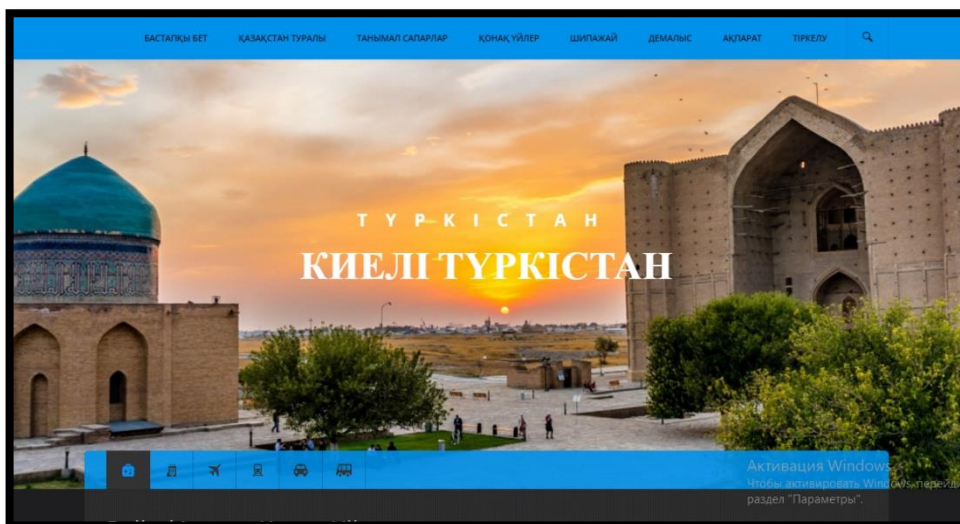 БАСТАПҚЫ БЕТ ҚАЗАҚСТАН ТУРАЛЫ ТАНЫМАЛ САПАРЛАР ҚОНАҚ ҮЙЛЕР ШИПАЖАЙ ДЕМАЛЫС АҚПАРАТ ТІРКЕЛУ
ТҮРКІСТАН
КИЕЛІ ТҮРКІСТАН
Активация Windows
Чтобы активировать Windows, перейди
раздел "Параметры".